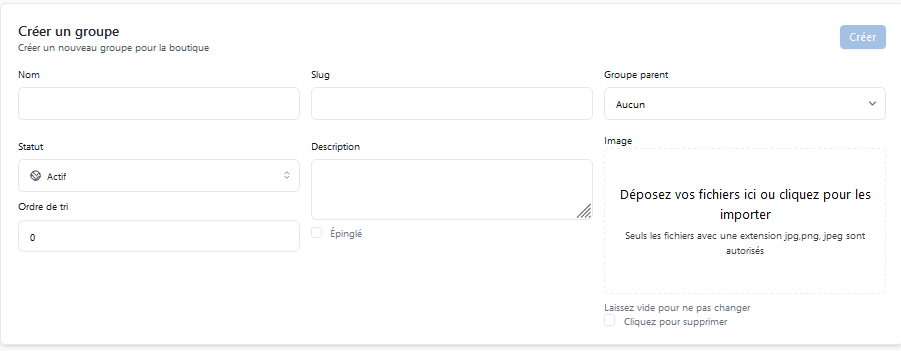 Créer un groupe
Créer un nouveau groupe pour la boutique
Créer
Nom
Slug
Groupe parent
Aucun
Statut
Actif
Description
Image
Déposez vos fichiers ici ou cliquez pour les
importer
Seuls les fichiers avec une extension jpg,png, jpeg sont
autorisés
Ordre de tri
0
Épinglé
Laissez vide pour ne pas changer
Cliquez pour supprimer